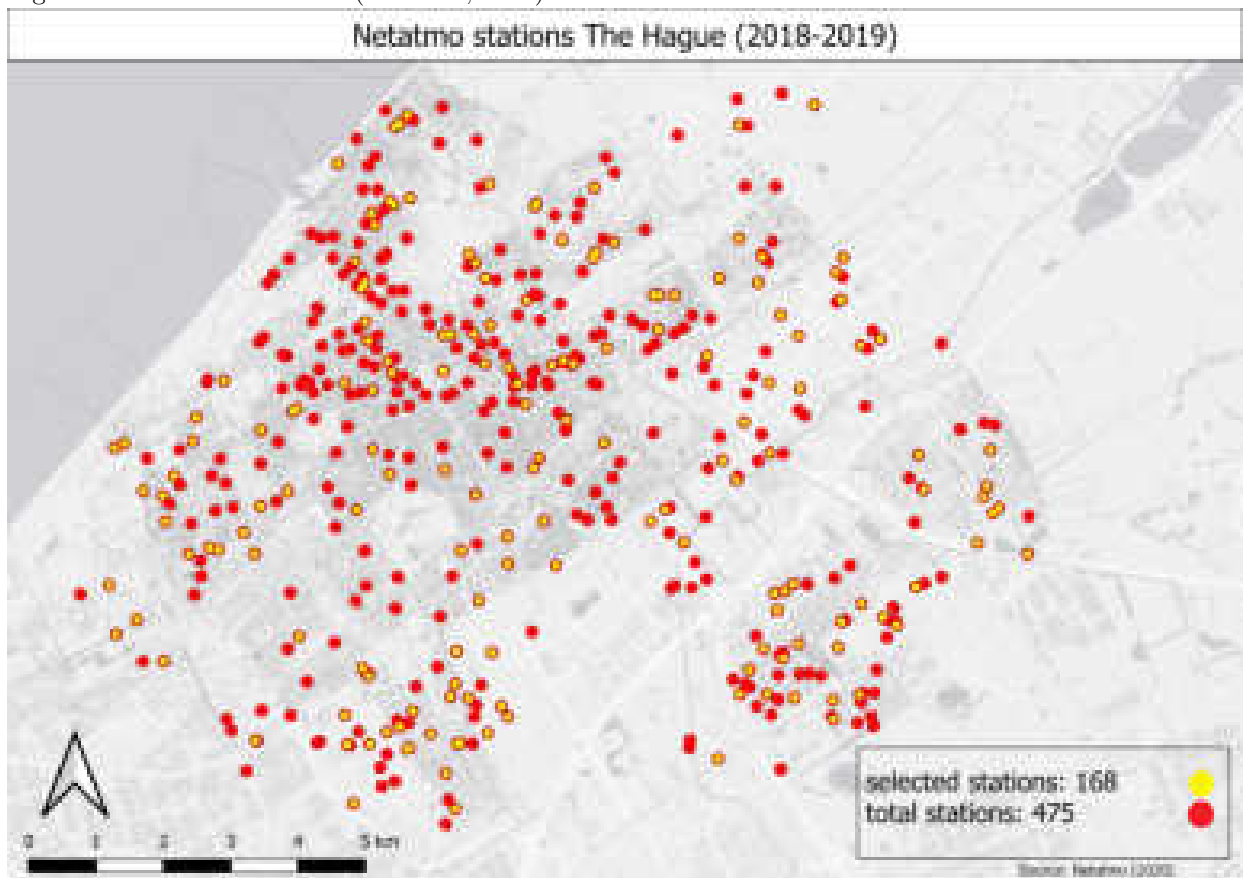 Netatmo stations The Hague (2018-2019)
selected stations: 168
total stations: 475
0 1 2 3 4 5 km
Source: Netatmo (2020)